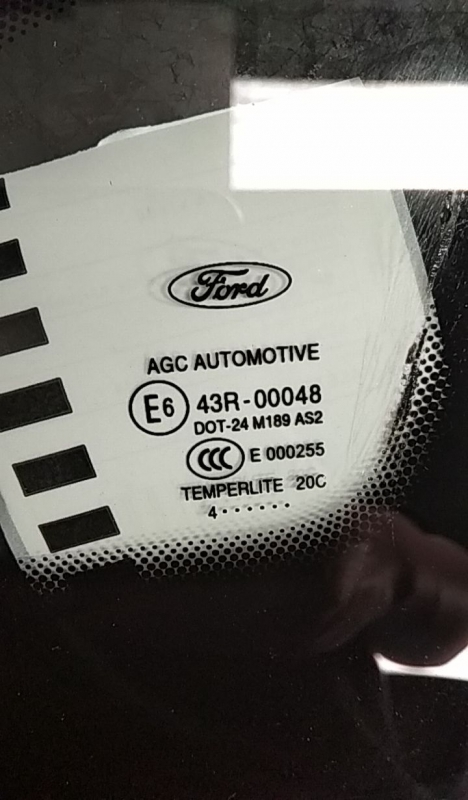 Ford
AGC AUTOMOTIVE
E6 43R-00048
DOT-24 M189 AS2
CCC E 000255
TEMPERLITE 20C
4······